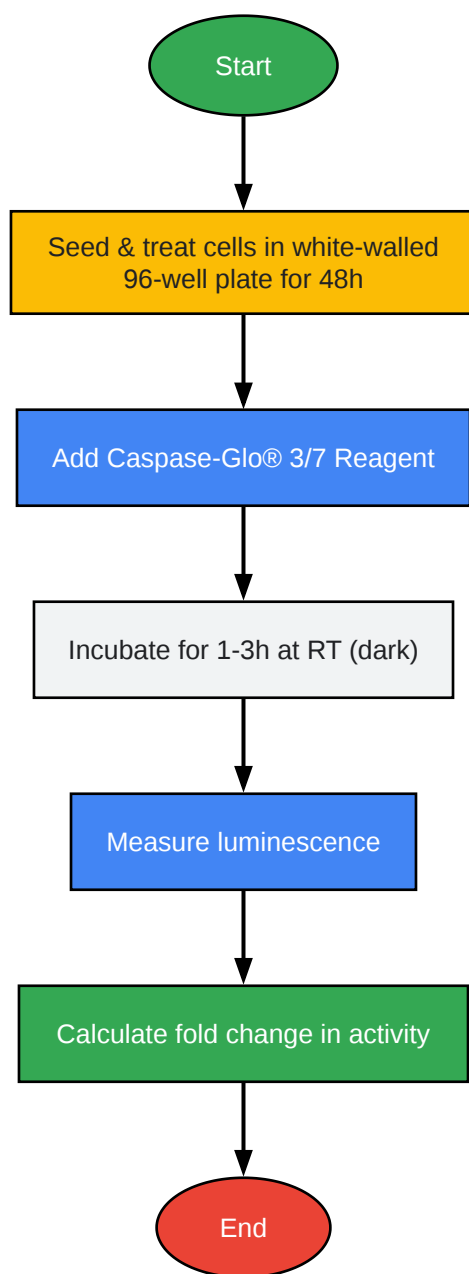 Start
Seed & treat cells in white-walled
96-well plate for 48h
Add Caspase-Glo® 3/7 Reagent
Incubate for 1-3h at RT (dark)
Measure luminescence
Calculate fold change in activity
End